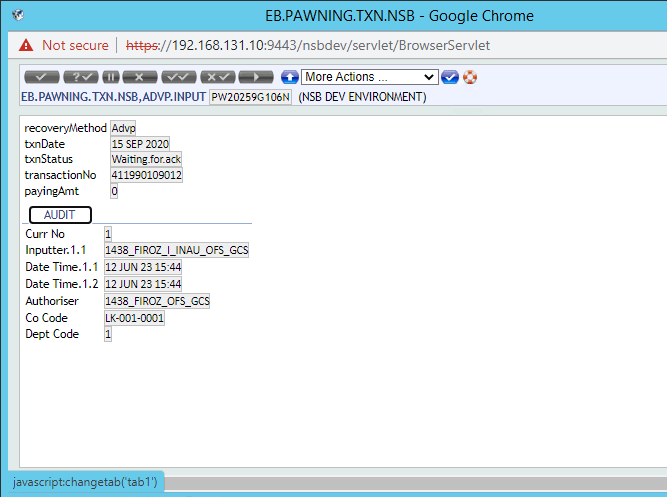 EB.PAWNING.TXN.NSB - Google Chrome
Not secure https://192.168.131.10:9443/nsbdev/servlet/BrowserServlet
More Actions ...
EB.PAWNING.TXN.NSB,ADVP.INPUT PW20259G106N (NSB DEV ENVIRONMENT)
recoveryMethod Advp
txnDate 15 SEP 2020
txnStatus Waiting.for.ack
transactionNo 411990109012
payingAmt 0
AUDIT
Curr No 1
Inputter.1.1 1438_FIROZ_I_INAU_OFS_GCS
Date Time.1.1 12 JUN 23 15:44
Date Time.1.2 12 JUN 23 15:44
Authoriser 1438_FIROZ_OFS_GCS
Co Code LK-001-0001
Dept Code 1
javascript:changetab('tab1')